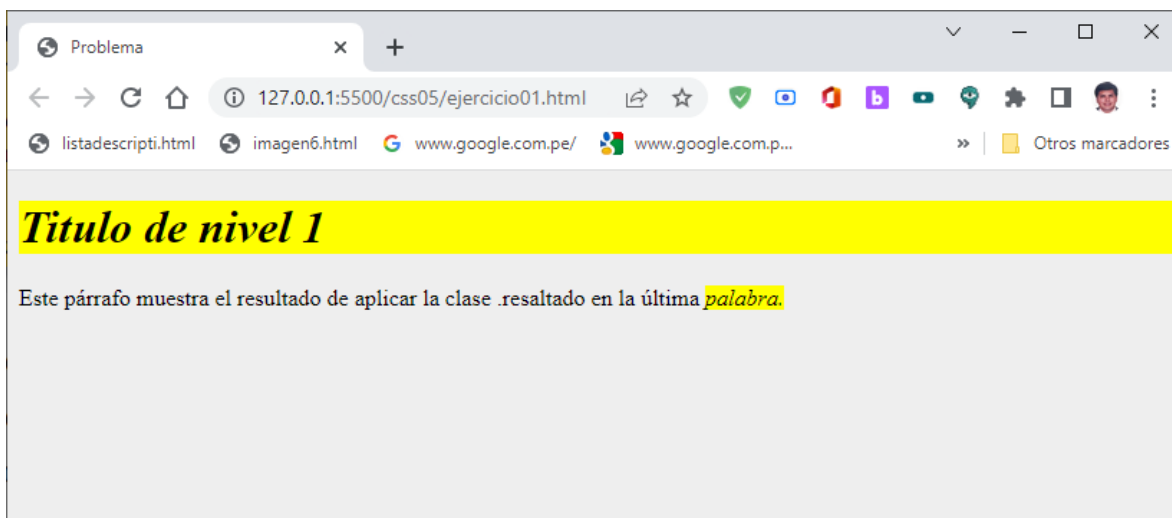 Problema
127.0.0.1:5500/css05/ejercicio01.html
b
listadescripti.html imagen6.html G www.google.com.pe/ www.google.com.p... » Otros marcadores
Titulo de nivel 1
Este párrafo muestra el resultado de aplicar la clase .resaltado en la última palabra.